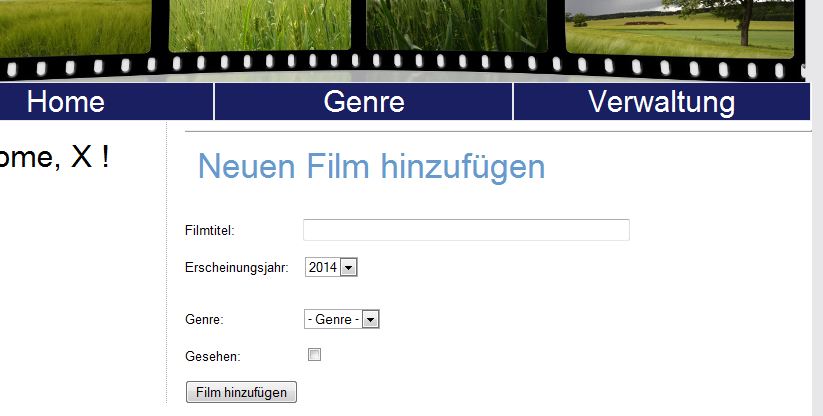 Home Genre Verwaltung
ome, X !
Neuen Film hinzufügen
Filmtitel:
Erscheinungsjahr: 2014
Genre: - Genre -
Gesehen:
Film hinzufügen